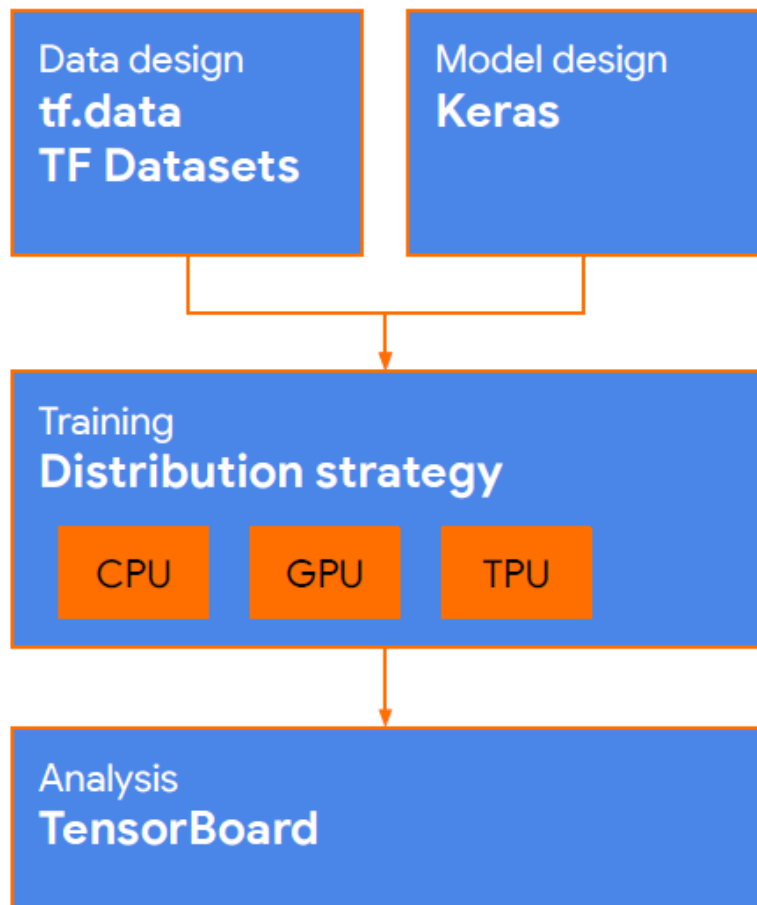 Data design
tf.data
TF Datasets
Model design
Keras
Training
Distribution strategy
CPU
GPU
TPU
Analysis
TensorBoard